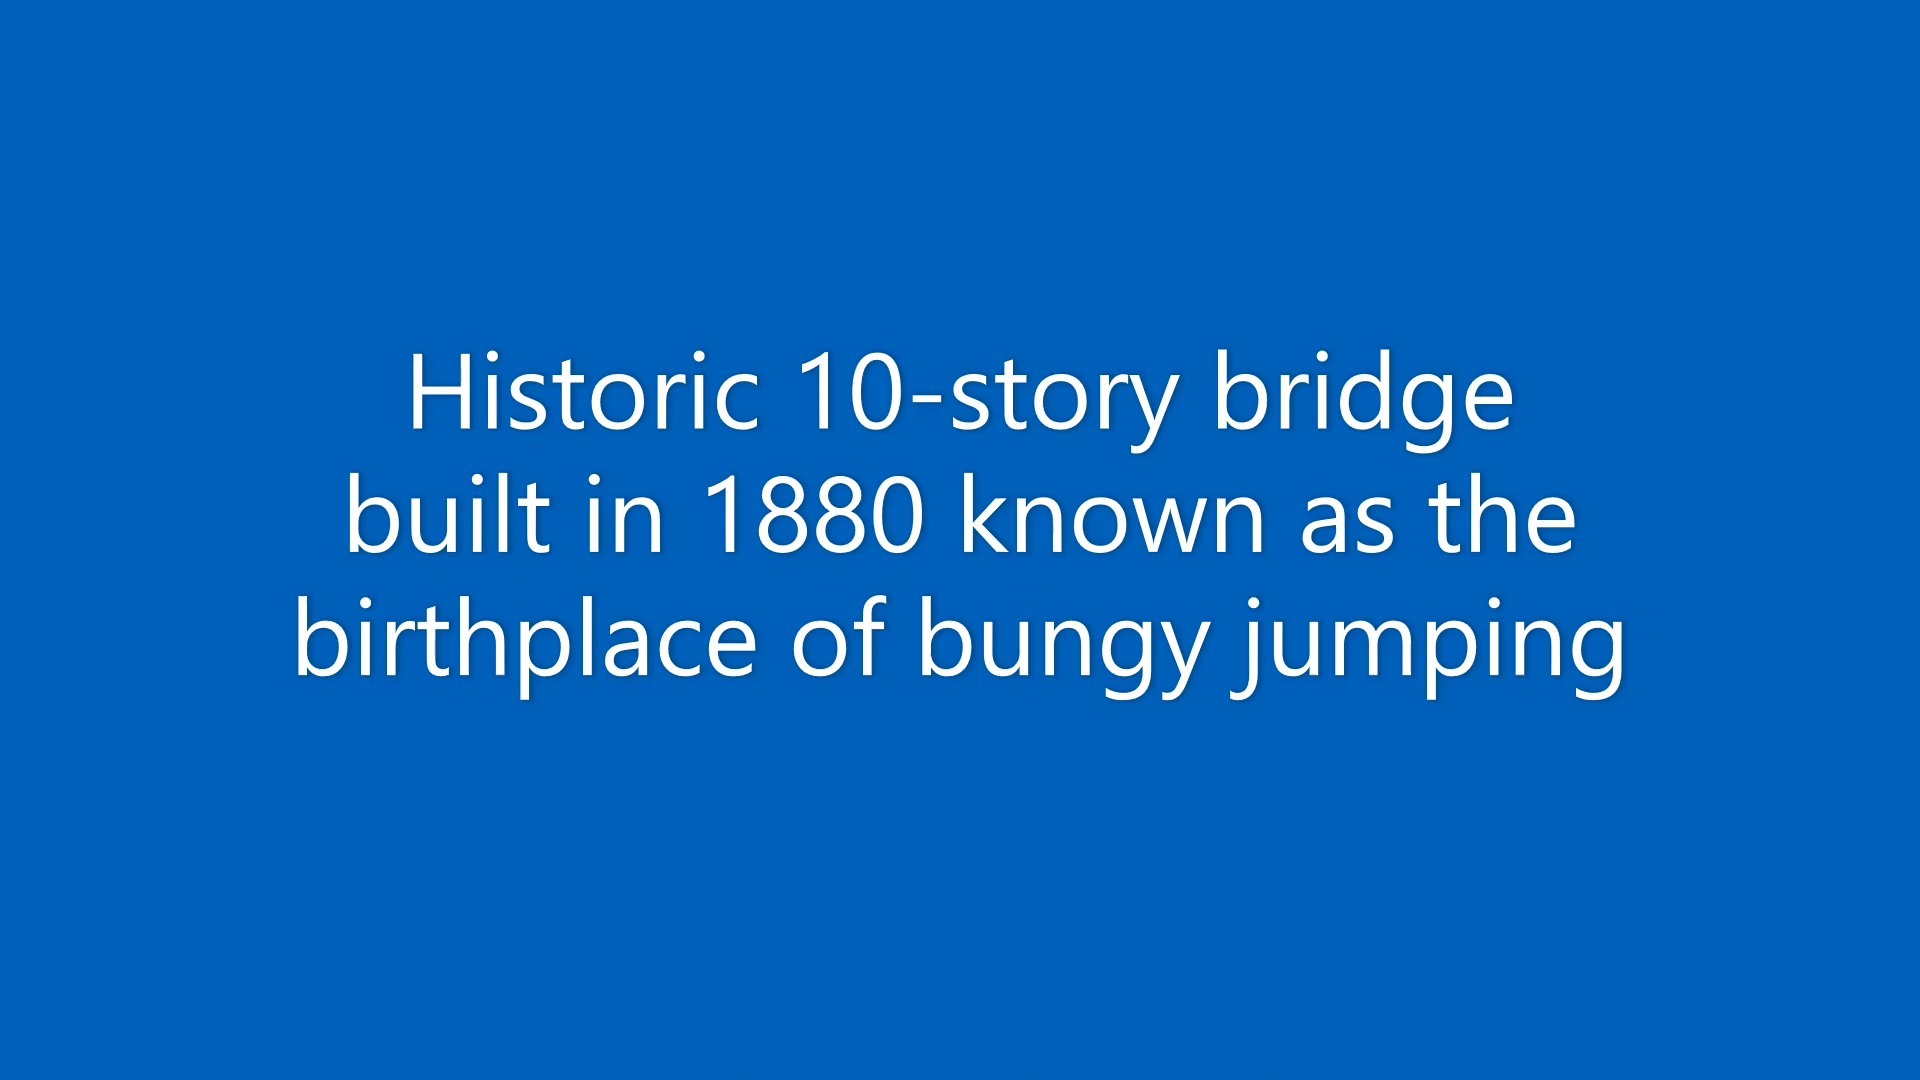 Historic 10-story bridge
built in 1880 known as the
birthplace of bungy jumping